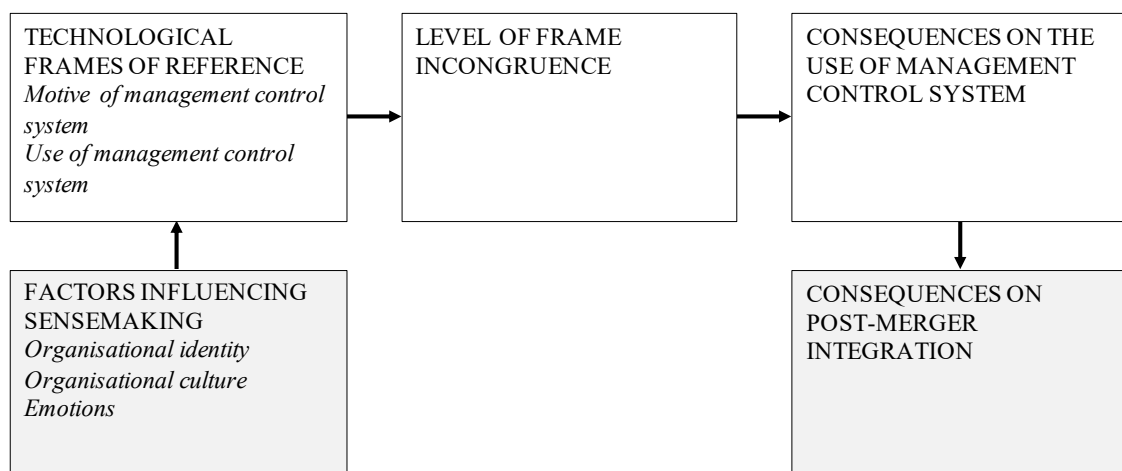 TECHNOLOGICAL
FRAMES OF REFERENCE
Motive of management control
system
Use of management control
system
LEVEL OF FRAME
INCONGRUENCE
CONSEQUENCES ON THE
USE OF MANAGEMENT
CONTROL SYSTEM
FACTORS INFLUENCING
SENSEMAKING
Organisational identity
Organisational culture
Emotions
CONSEQUENCES ON
POST-MERGER
INTEGRATION